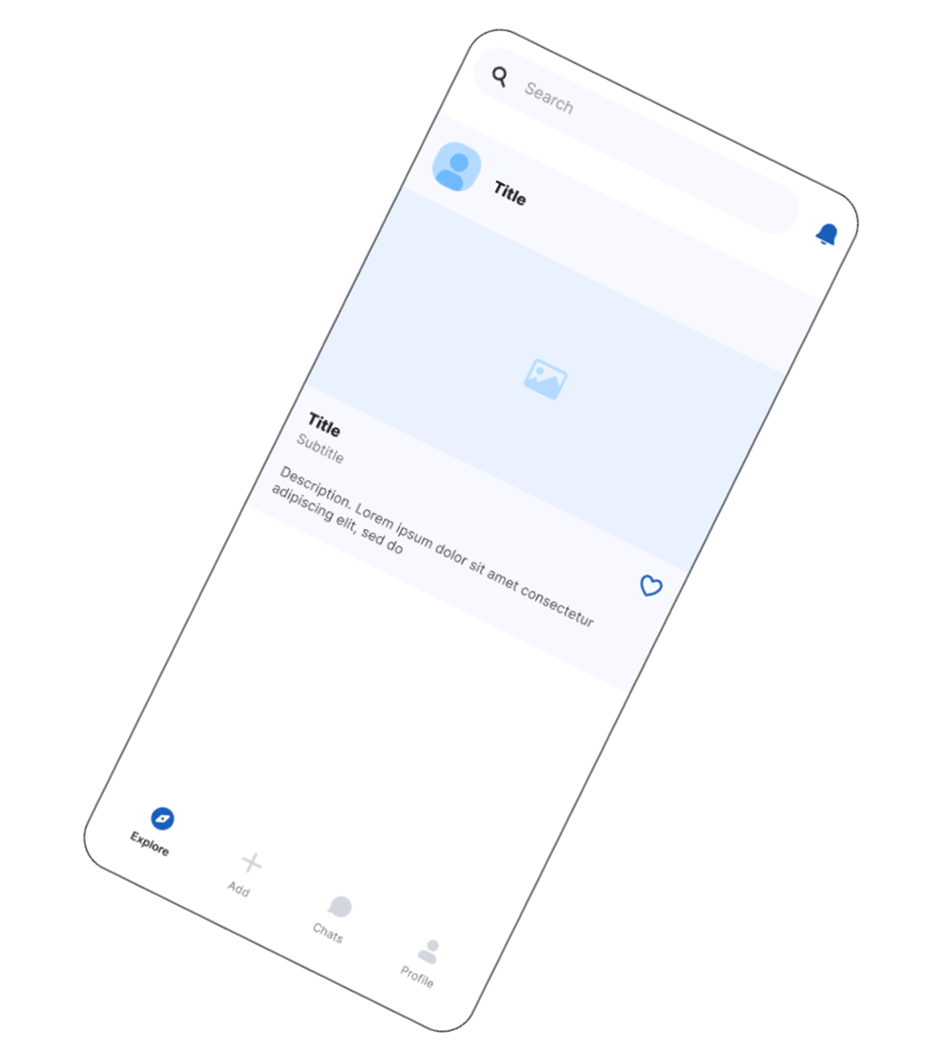 Search
Title
Title
Subtitle
Description. Lorem ipsum dolor sit amet consectetur
adipiscing elit, sed do
Explore
Add
Chats
Profile